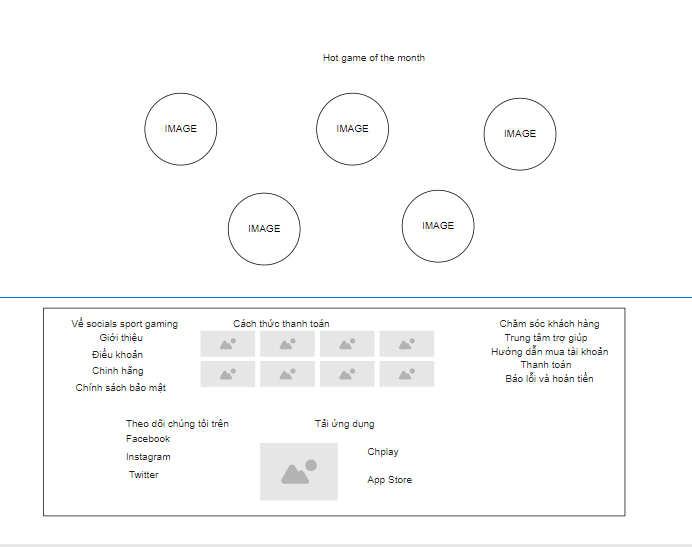 Hot game of the month
IMAGE
IMAGE
IMAGE
IMAGE
IMAGE
Về socials sport gaming
Giới thiệu
Điều khoản
Chinh hãng
Chính sách bảo mật
Cách thức thanh toán
Chăm sóc khách hàng
Trung tâm trợ giúp
Hướng dẫn mua tài khoản
Thanh toán
Báo lỗi và hoàn tiền
Theo dõi chúng tôi trên
Facebook
Instagram
Twitter
Tải ứng dụng
Chplay
App Store